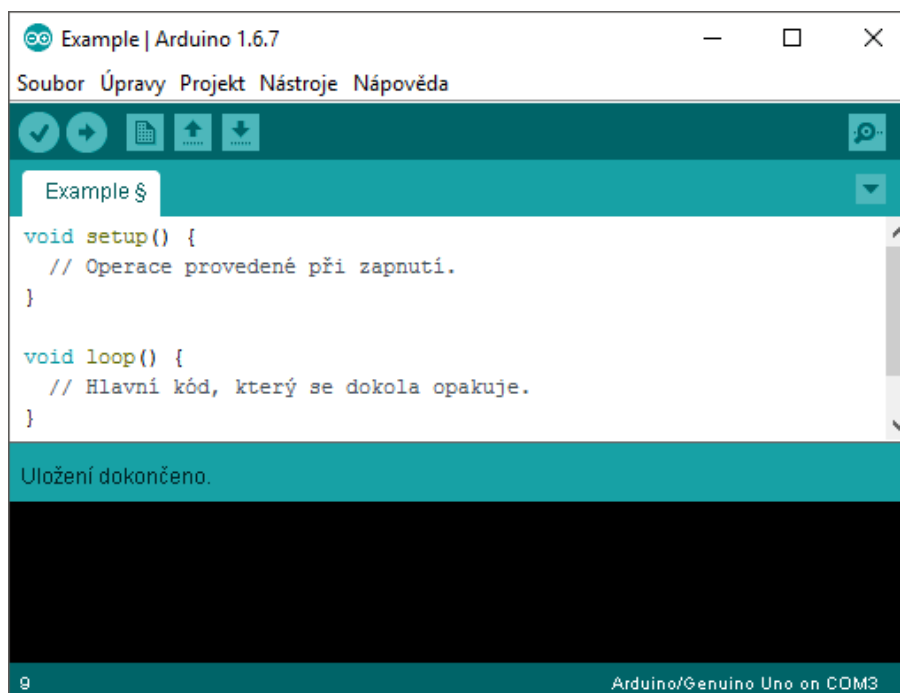 Example | Arduino 1.6.7
Soubor Úpravy Projekt Nástroje Nápověda
Example §
void setup() {
  // Operace provedené při zapnutí.
}
void loop() {
  // Hlavní kód, který se dokola opakuje.
}
Uložení dokončeno.
9 Arduino/Genuino Uno on COM3